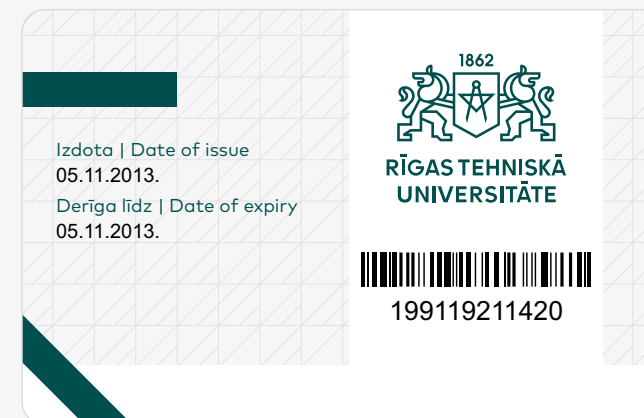 Izdota | Date of issue
05.11.2013.
Derīga līdz | Date of expiry
05.11.2013.
1862
RĪGAS TEHNISKĀ
UNIVERSITĀTE
199119211420